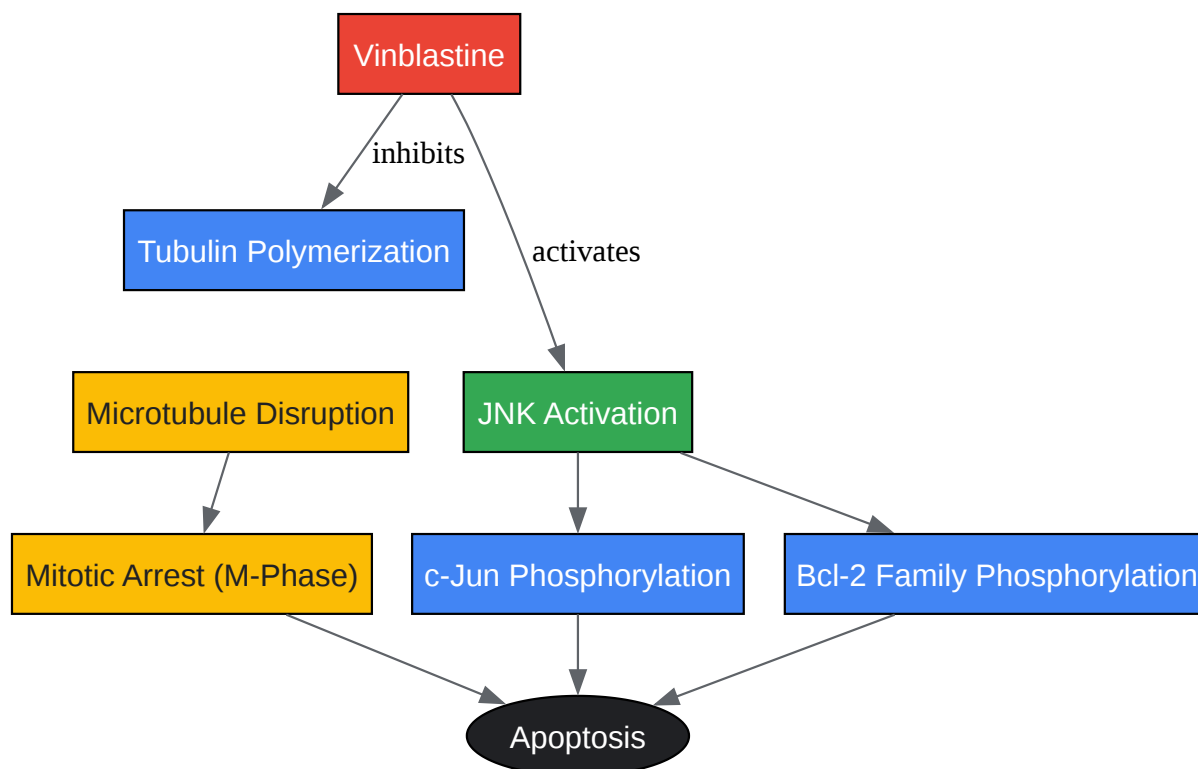 Vinblastine
inhibits
Tubulin Polymerization
activates
Microtubule Disruption
JNK Activation
Mitotic Arrest (M-Phase)
c-Jun Phosphorylation
Bcl-2 Family Phosphorylation
Apoptosis